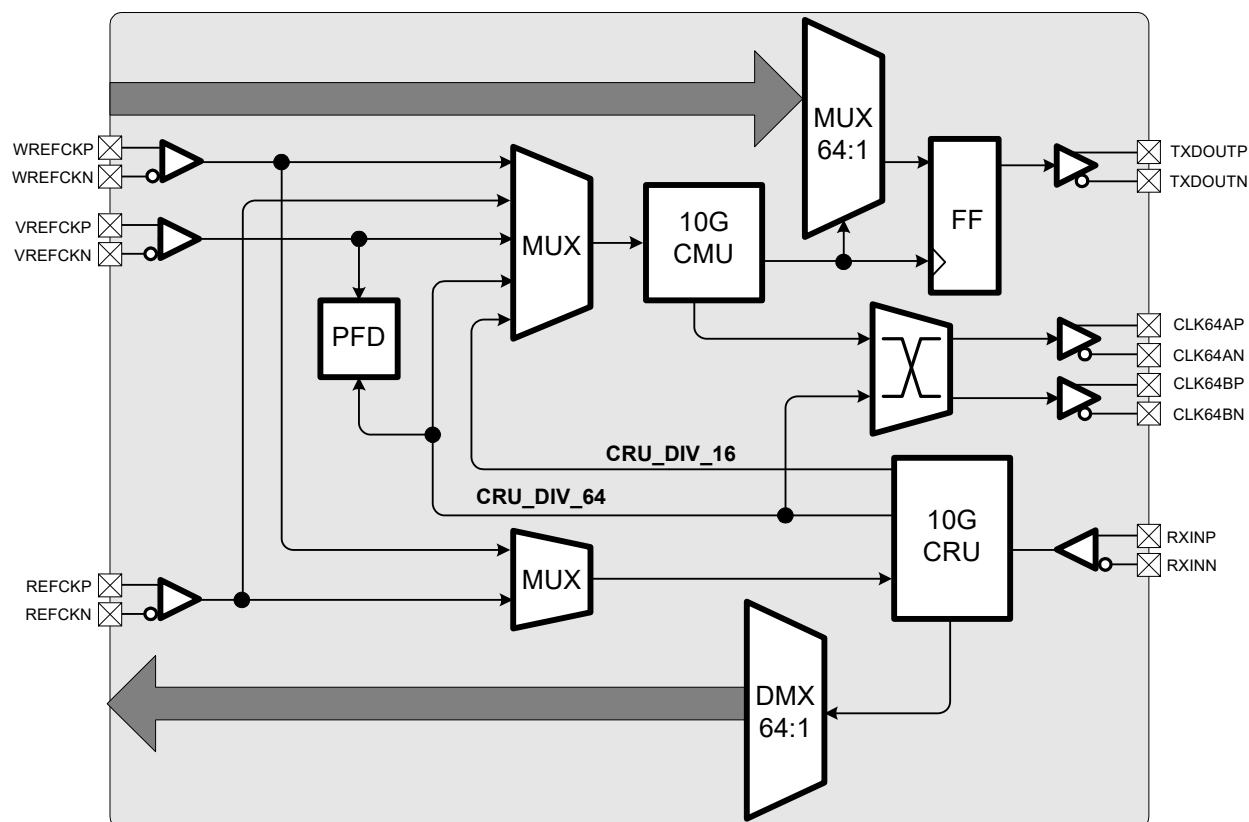 MUX
64:1
WREFCKP
WREFCKN
TXDOUTP
TXDOUTN
VREFCKP
VREFCKN
MUX
10G
CMU
FF
PFD
CLK64AP
CLK64AN
CLK64BP
CLK64BN
CRU_DIV_16
CRU_DIV_64
10G
CRU
RXINP
RXINN
REFCKP
REFCKN
MUX
DMX
64:1